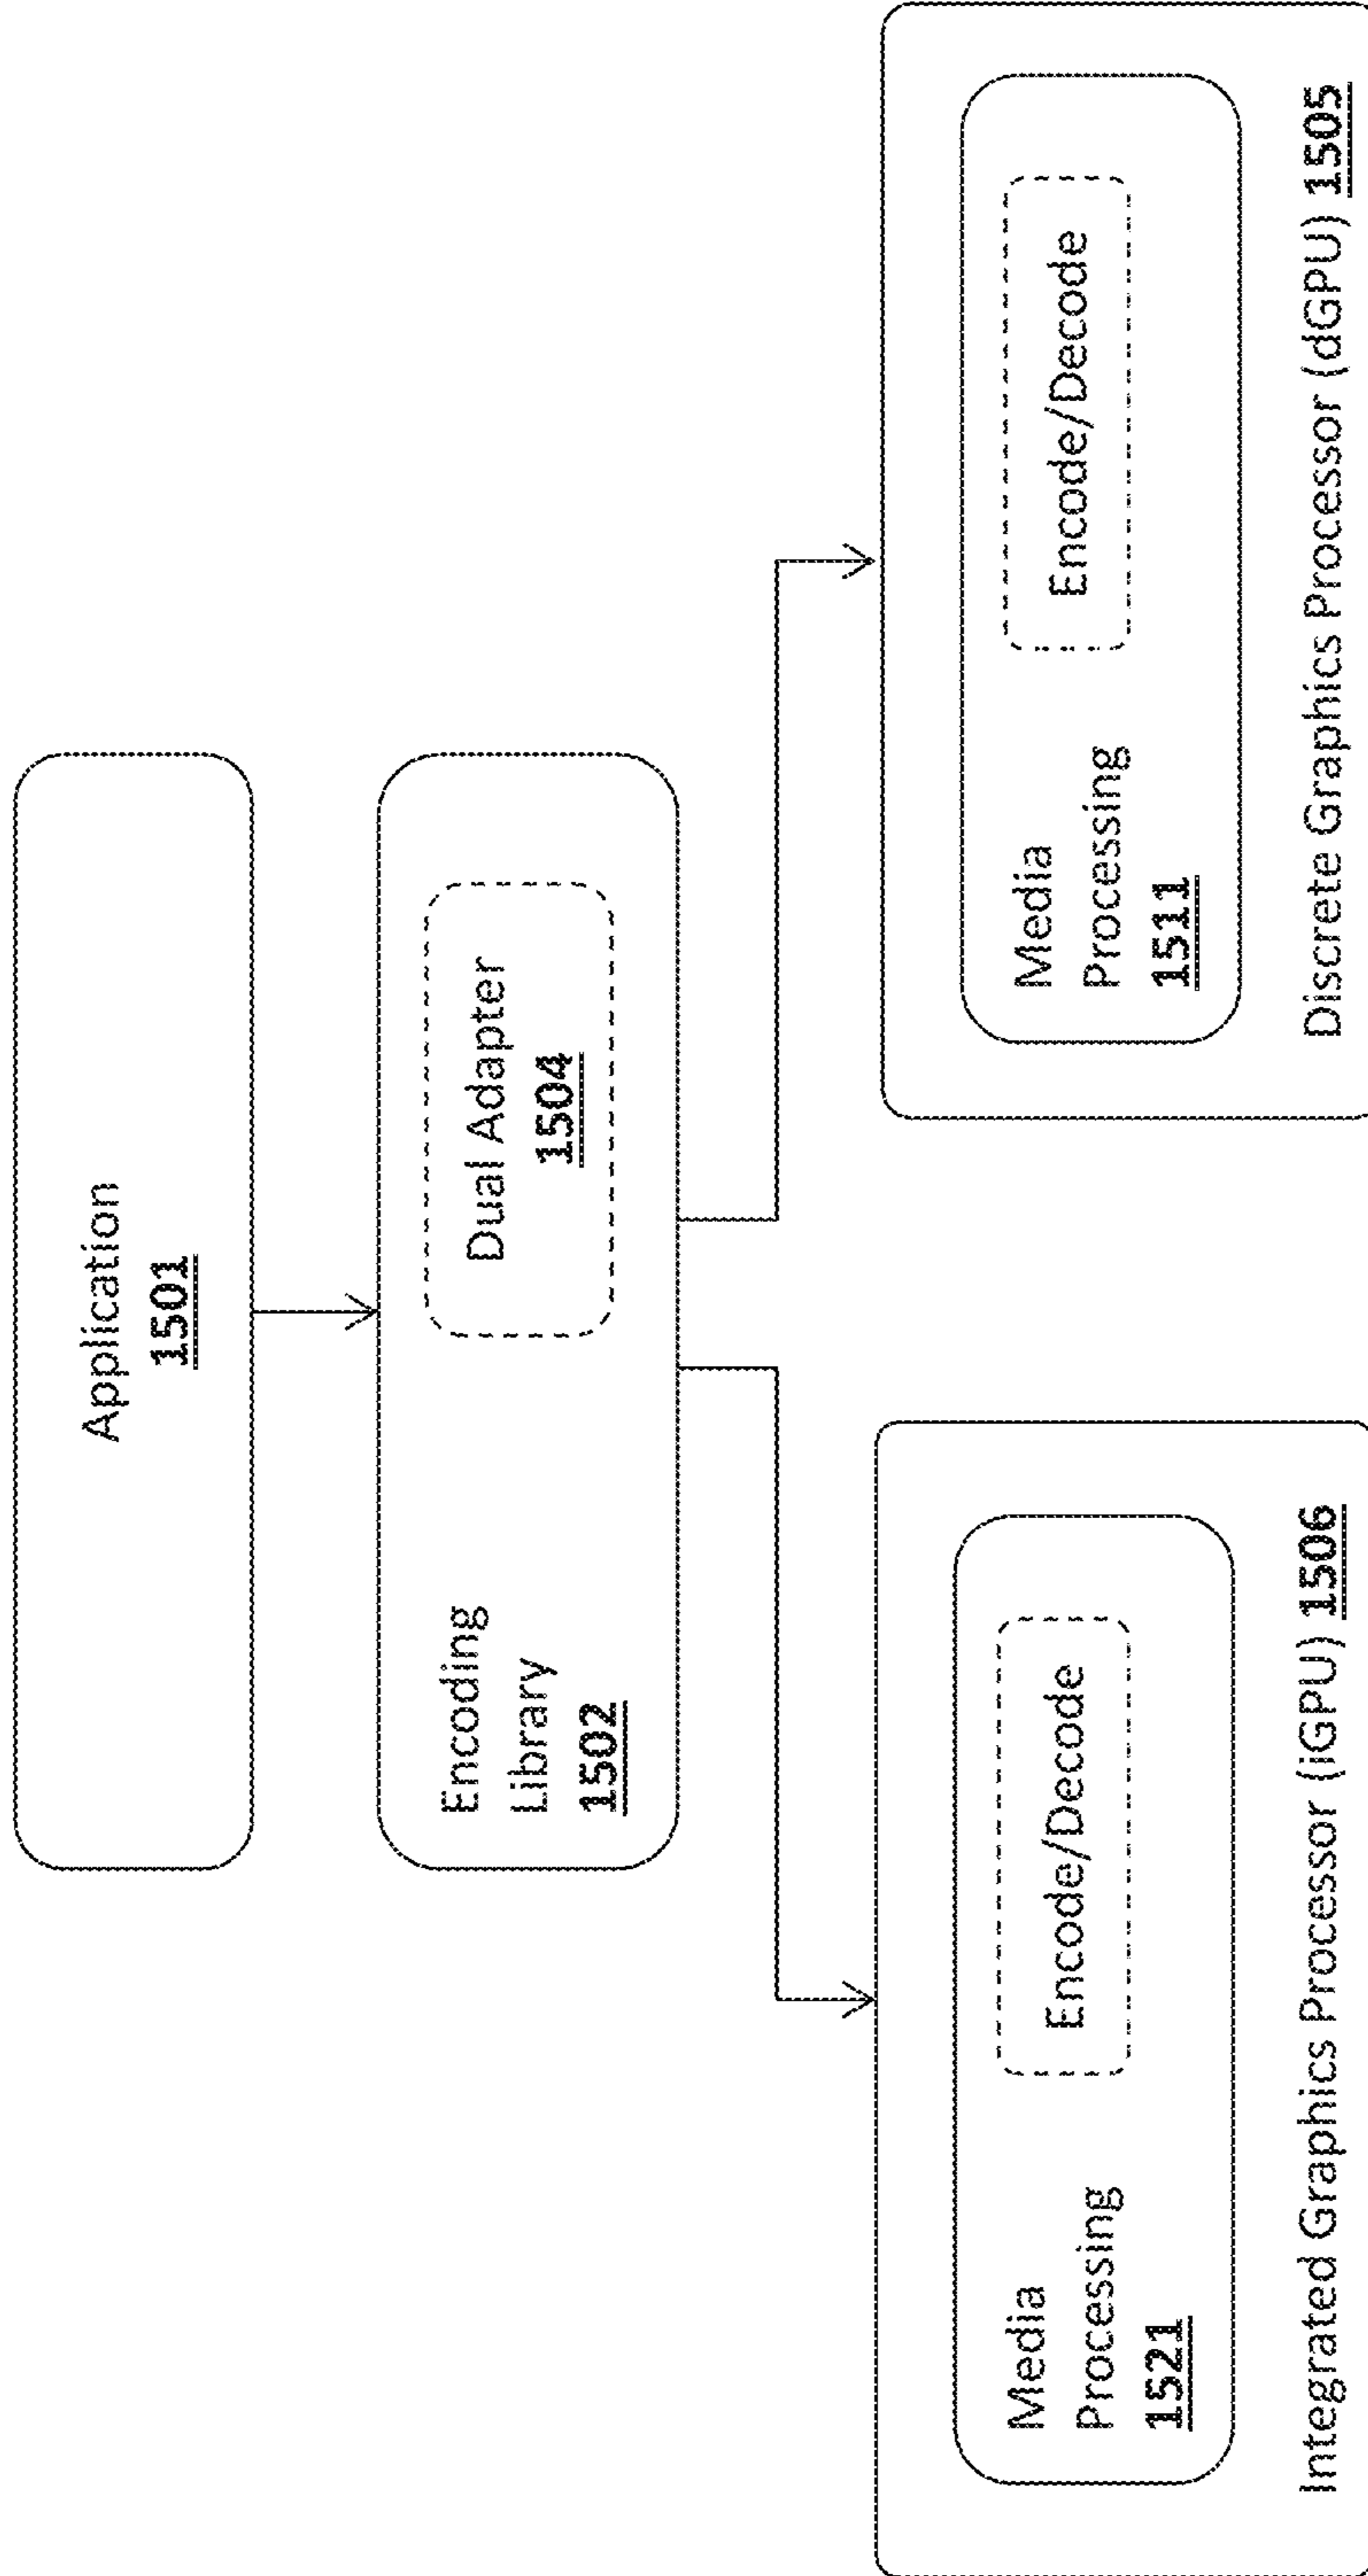 Application
1501
Encoding
Library
1502
Dual Adapter
1504
Media
Processing
1521
Encode/Decode
Integrated Graphics Processor (iGPU) 1506
Media
Processing
1511
Encode/Decode
Discrete Graphics Processor (dGPU) 1505